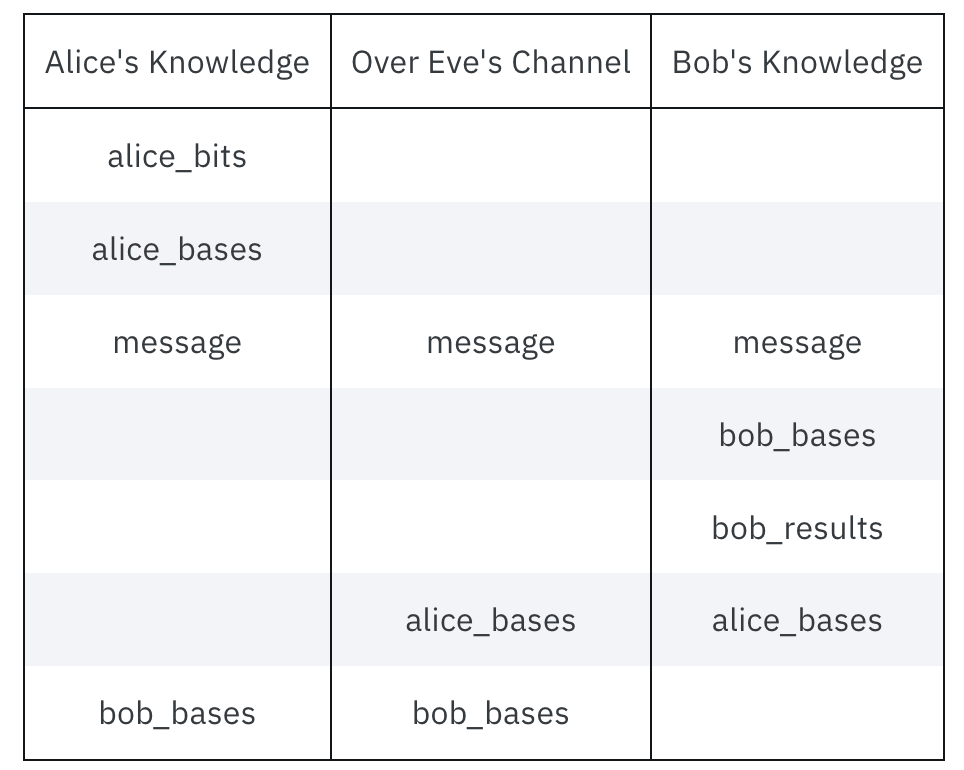 Alice's Knowledge Over Eve's Channel Bob's Knowledge
alice_bits
alice_bases
message message message
bob_bases
bob_results
alice_bases alice_bases
bob_bases bob_bases